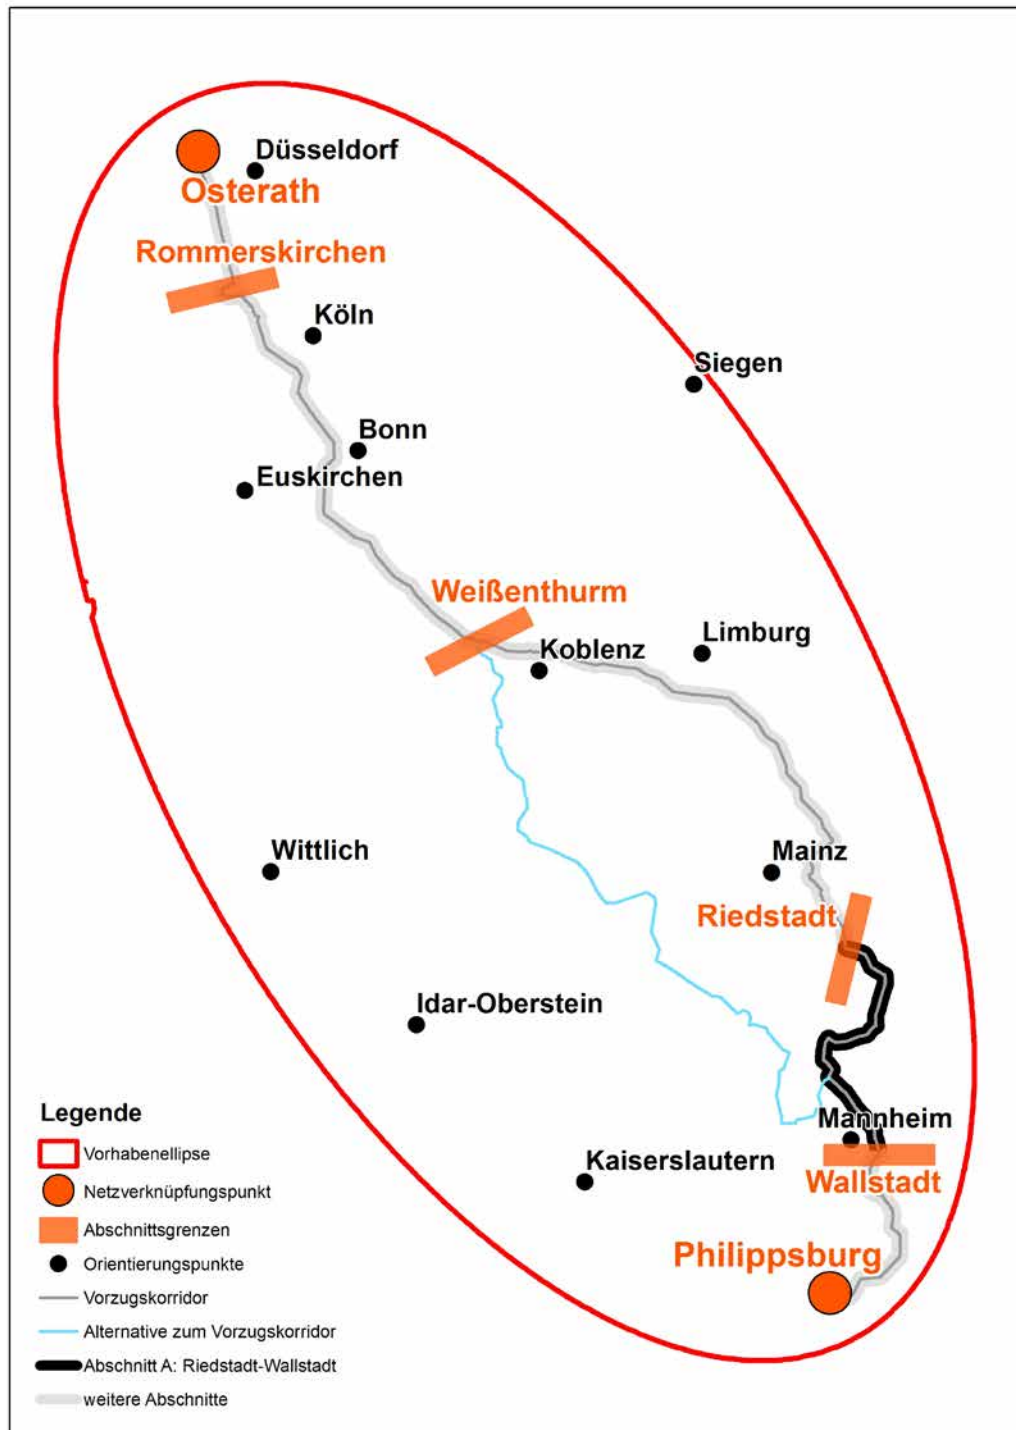 Düsseldorf
Osterath
Rommerskirchen
Köln
Siegen
Bonn
Euskirchen
Weißenthurm
Limburg
Koblenz
Wittlich
Mainz
Riedstadt
Idar-Oberstein
Mannheim
Kaiserslautern
Wallstadt
Philippsburg
Legende
Vorhabenellipse
Netzverknüpfungspunkt
Abschnittsgrenzen
Orientierungspunkte
Vorzugskorridor
Alternative zum Vorzugskorridor
Abschnitt A: Riedstadt-Wallstadt
weitere Abschnitte